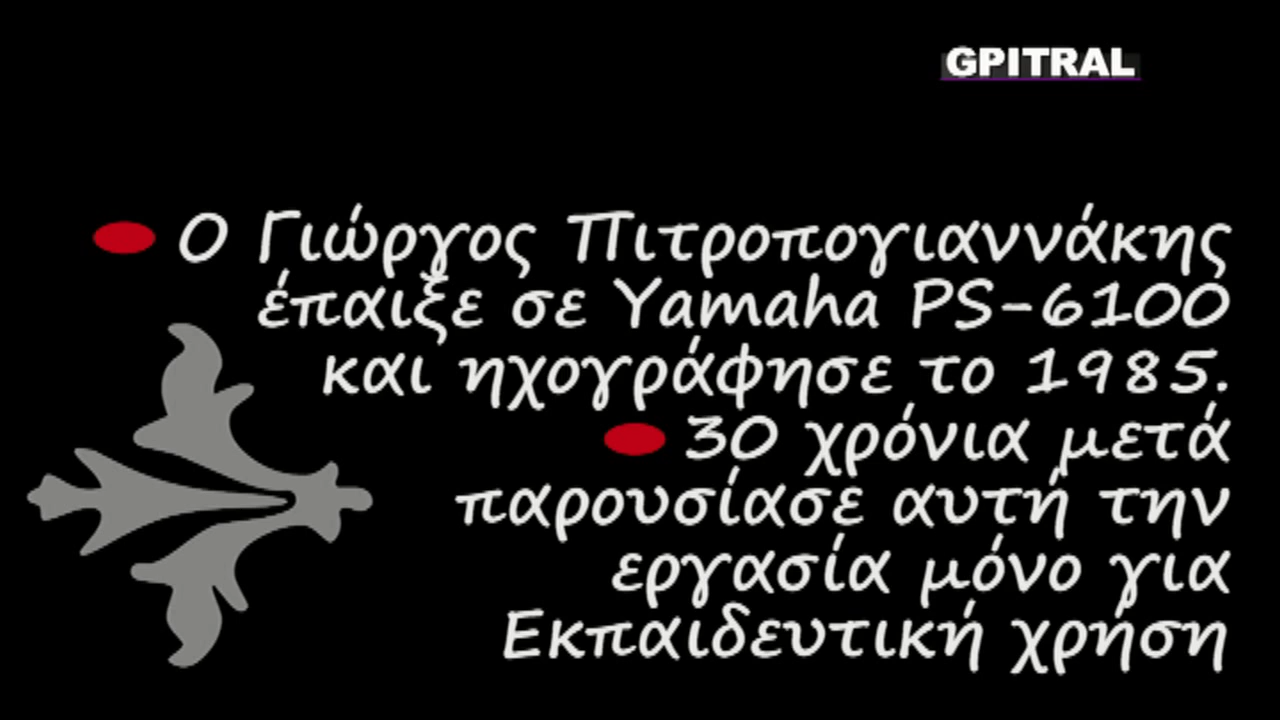 GPITRAL
Ο Γιώργος Πιτροπογιαννάκης
έπαιξε σε Yamaha PS-6100
και ηχογράφησε το 1985.
30 χρόνια μετά
παρουσίασε αυτή την
εργασία μόνο για
Εκπαιδευτική χρήση